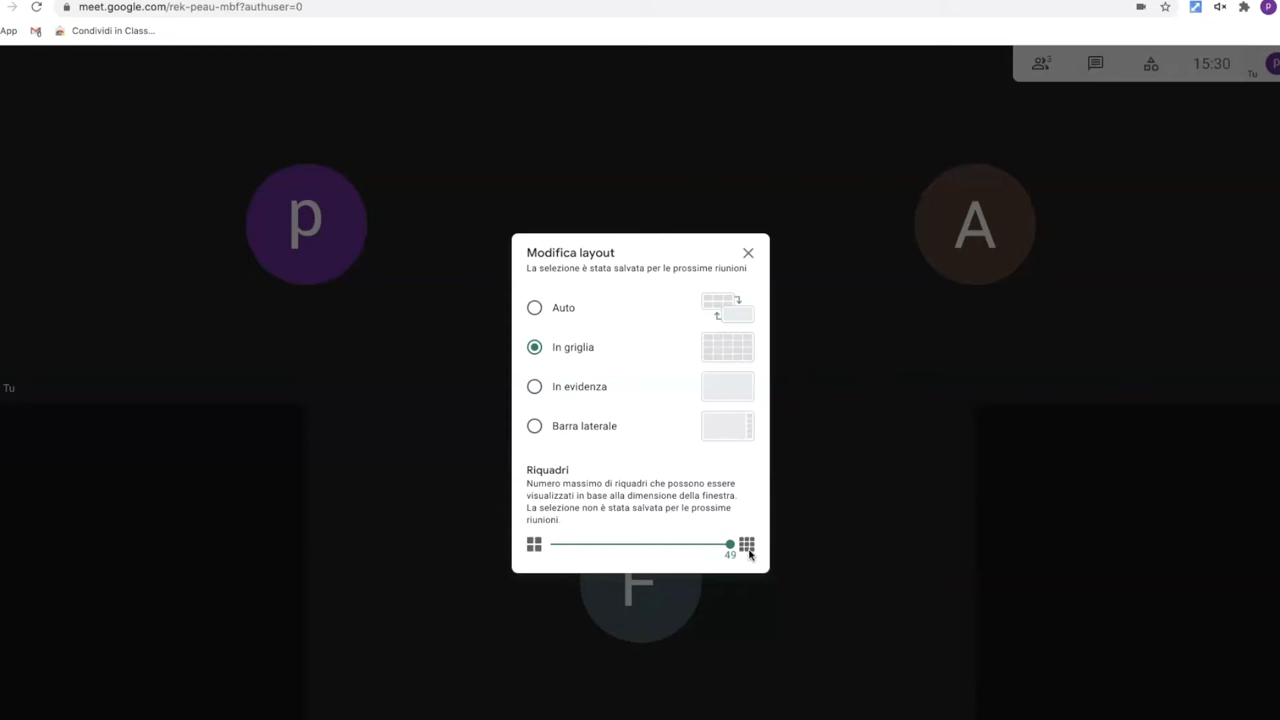 meet.google.com/rek-peau-mbf?authuser=0
p
App
Condividi in Class...
3
15:30
Tu
p
p
A
Modifica layout
La selezione è stata salvata per le prossime riunioni
Auto
In griglia
In evidenza
Tu
Barra laterale
Riquadri
Numero massimo di riquadri che possono essere
visualizzati in base alla dimensione della finestra.
La selezione non è stata salvata per le prossime
riunioni.
49
F